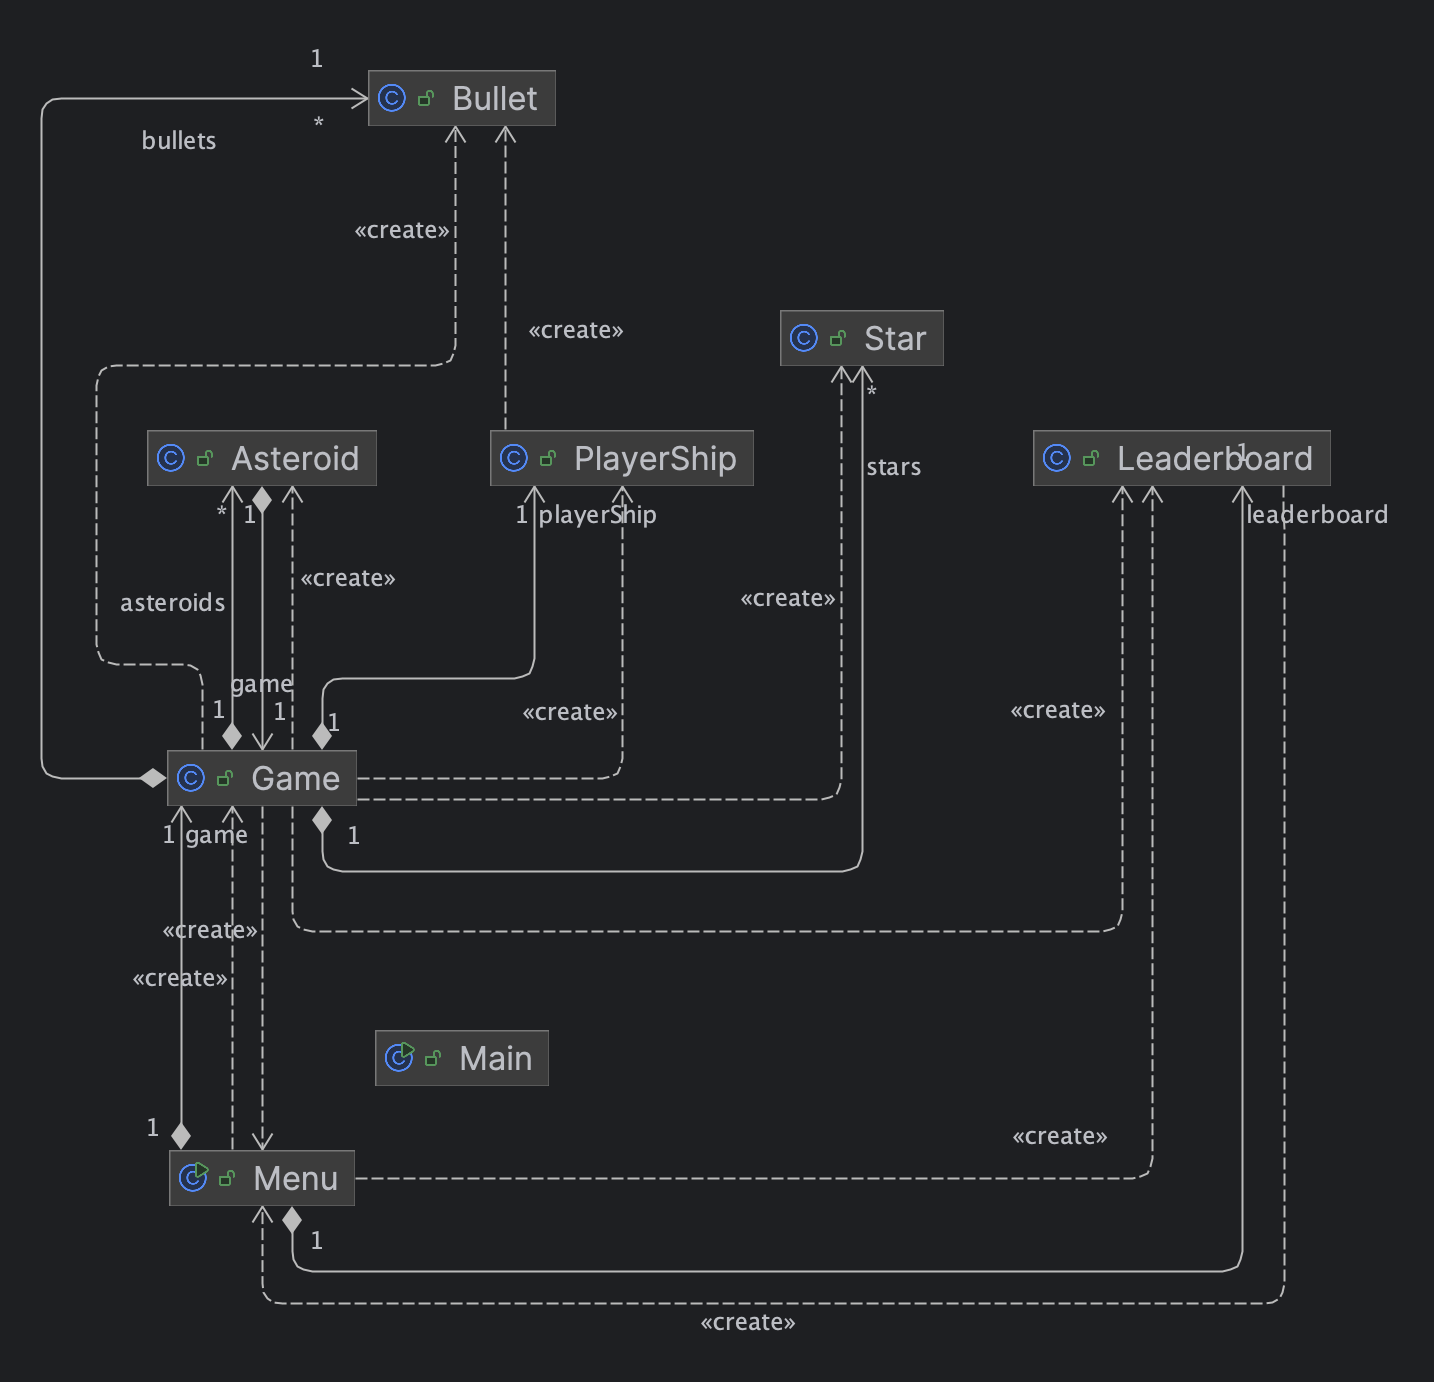 1
Bullet
*
bullets
«create»
«create»
Star
*
Asteroid
PlayerShip
stars
Leaderboard
1
* 1
1 playerShip
leaderboard
«create»
asteroids
«create»
game
1
1
1
«create»
«create»
Game
1 game
1
«create»
«create»
Main
1
«create»
Menu
1
«create»